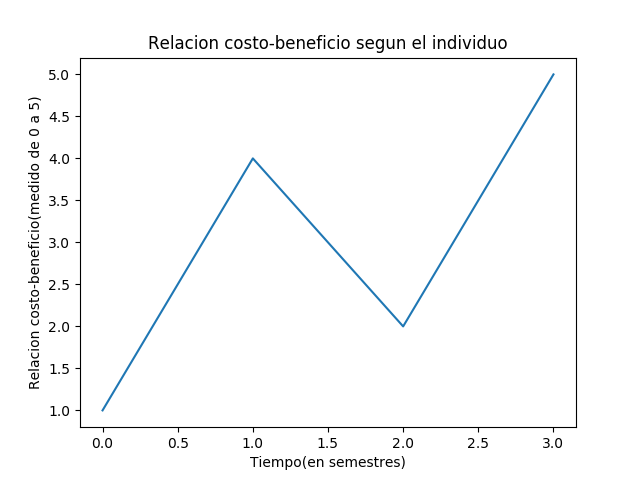 Relacion costo-beneficio segun el individuo
Relacion costo-beneficio(medido de 0 a 5)
5.0
4.5
4.0
3.5
3.0
2.5
2.0
1.5
1.0
0.0 0.5 1.0 1.5 2.0 2.5 3.0
Tiempo(en semestres)